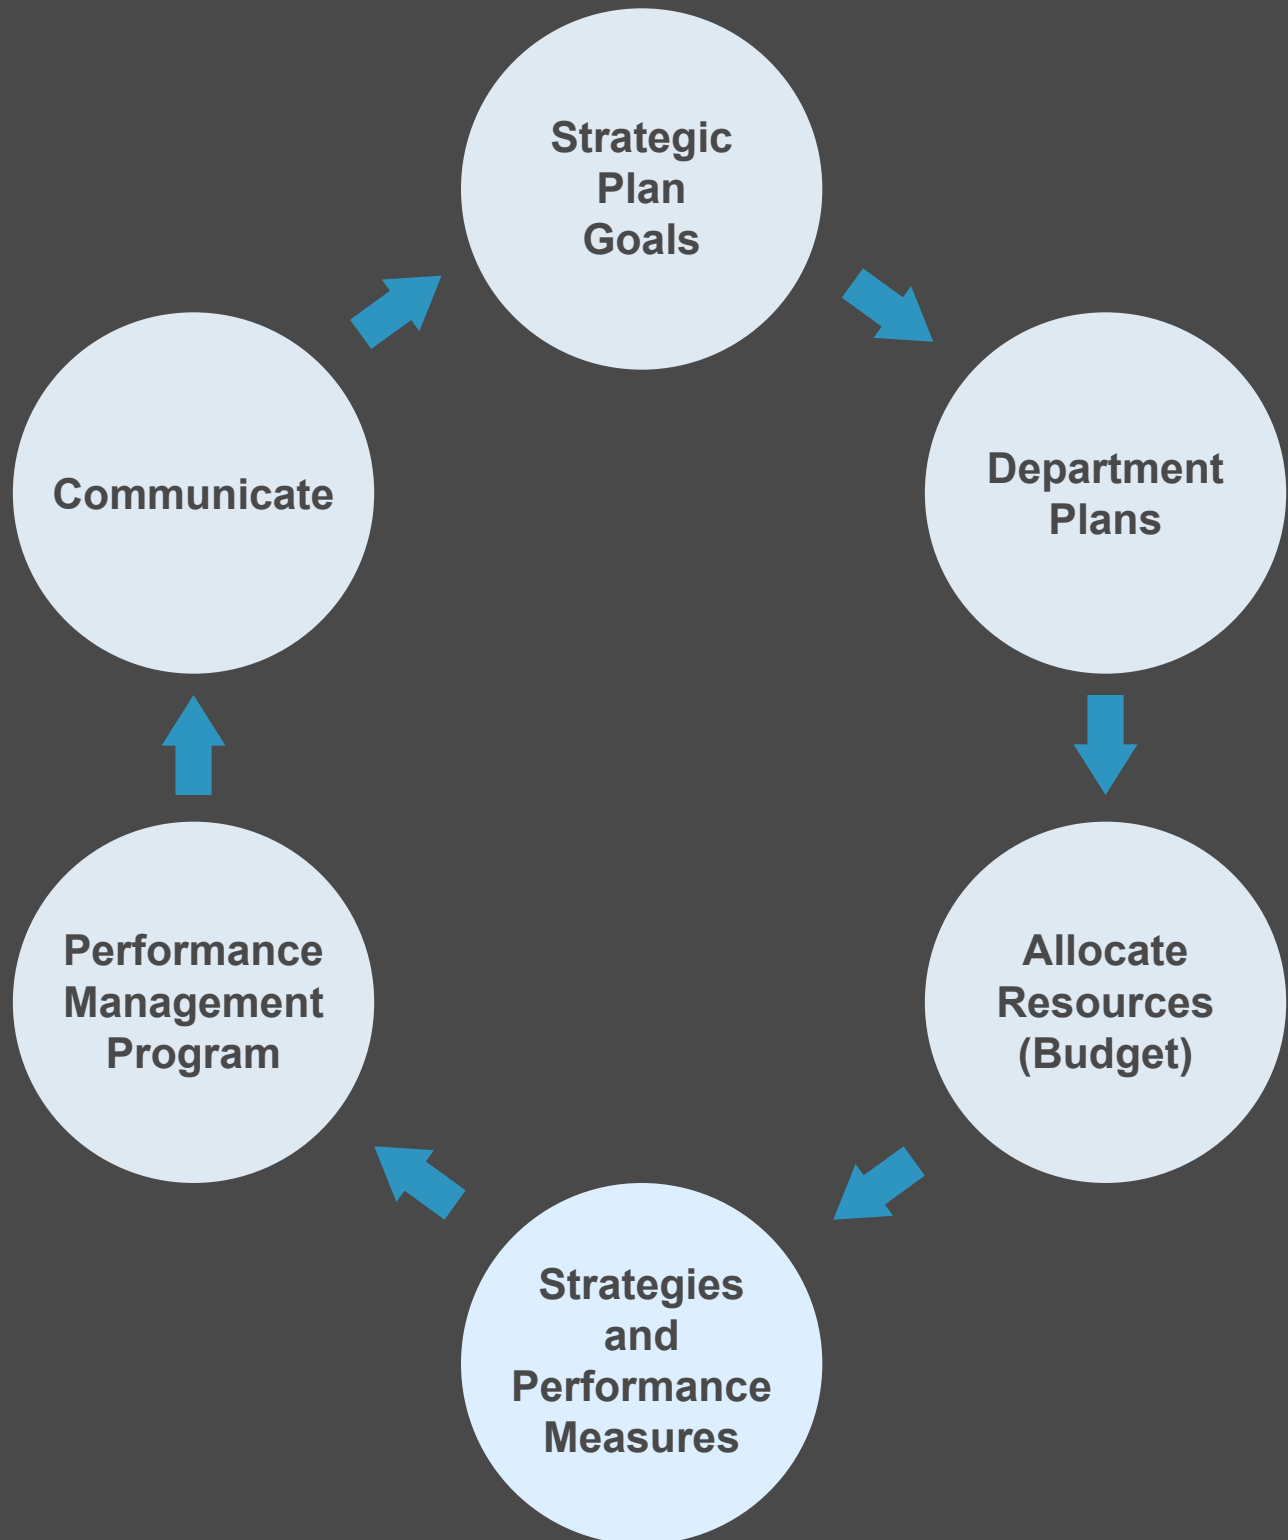 Strategic
Plan
Goals
Department
Plans
Allocate
Resources
(Budget)
Strategies
and
Performance
Measures
Performance
Management
Program
Communicate